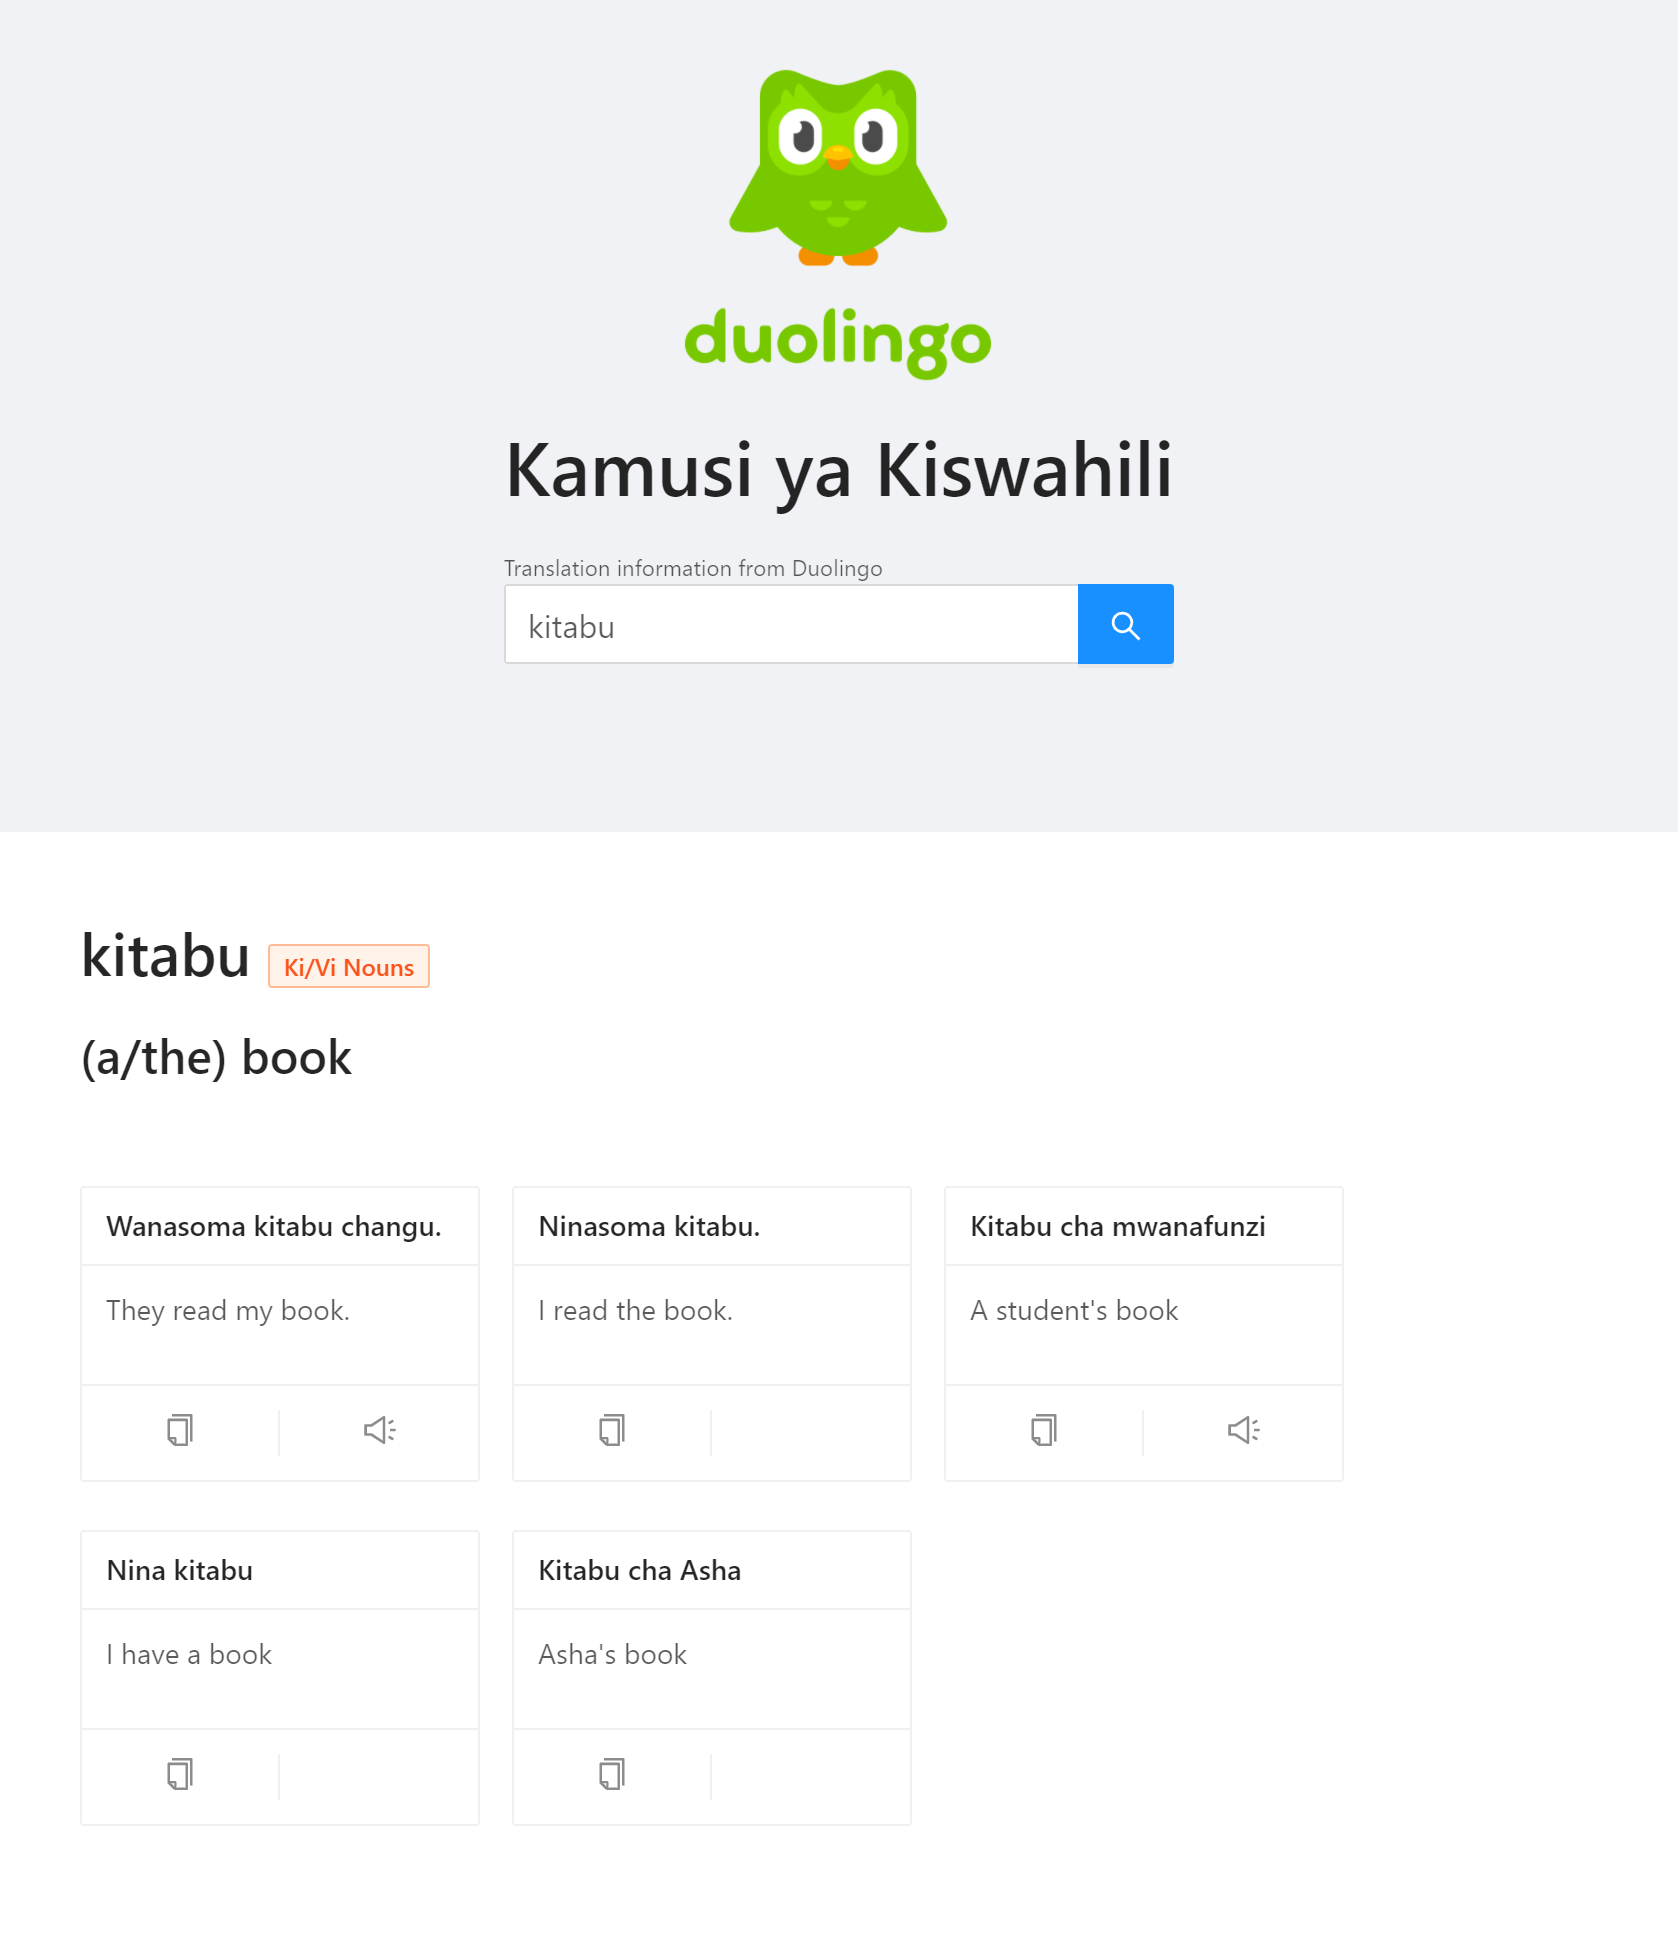 duolingo
Kamusi ya Kiswahili
Translation information from Duolingo
kitabu
kitabu Ki/Vi Nouns
(a/the) book
Wanasoma kitabu changu.
They read my book.
Ninasoma kitabu.
I read the book.
Kitabu cha mwanafunzi
A student's book
Nina kitabu
I have a book
Kitabu cha Asha
Asha's book